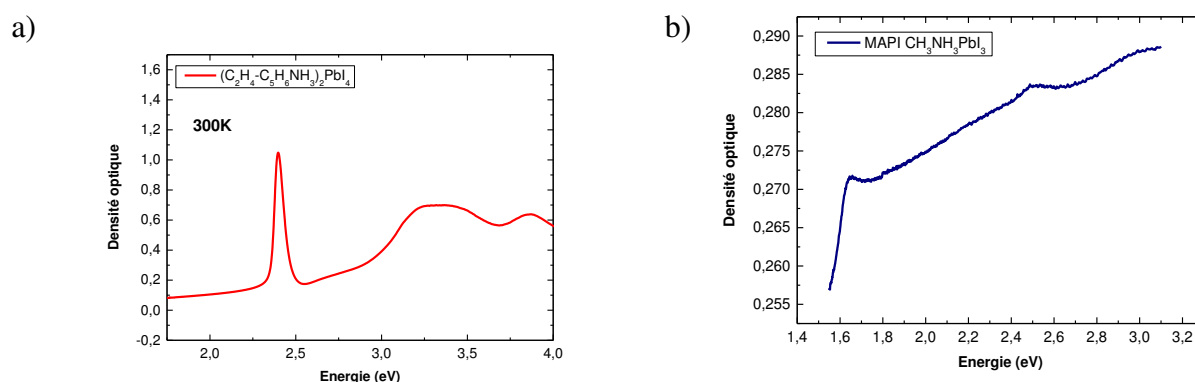 a)
(C₂H₄-C₅H₆NH₃)₂PbI₄
300K
Densité optique
1,6
1,4
1,2
1,0
0,8
0,6
0,4
0,2
0,0
-0,2
2,0 2,5 3,0 3,5 4,0
Energie (eV)
b)
MAPI CH₃NH₃PbI₃
Densité optique
0,290
0,285
0,280
0,275
0,270
0,265
0,260
0,255
1,4 1,6 1,8 2,0 2,2 2,4 2,6 2,8 3,0 3,2
Energie (eV)